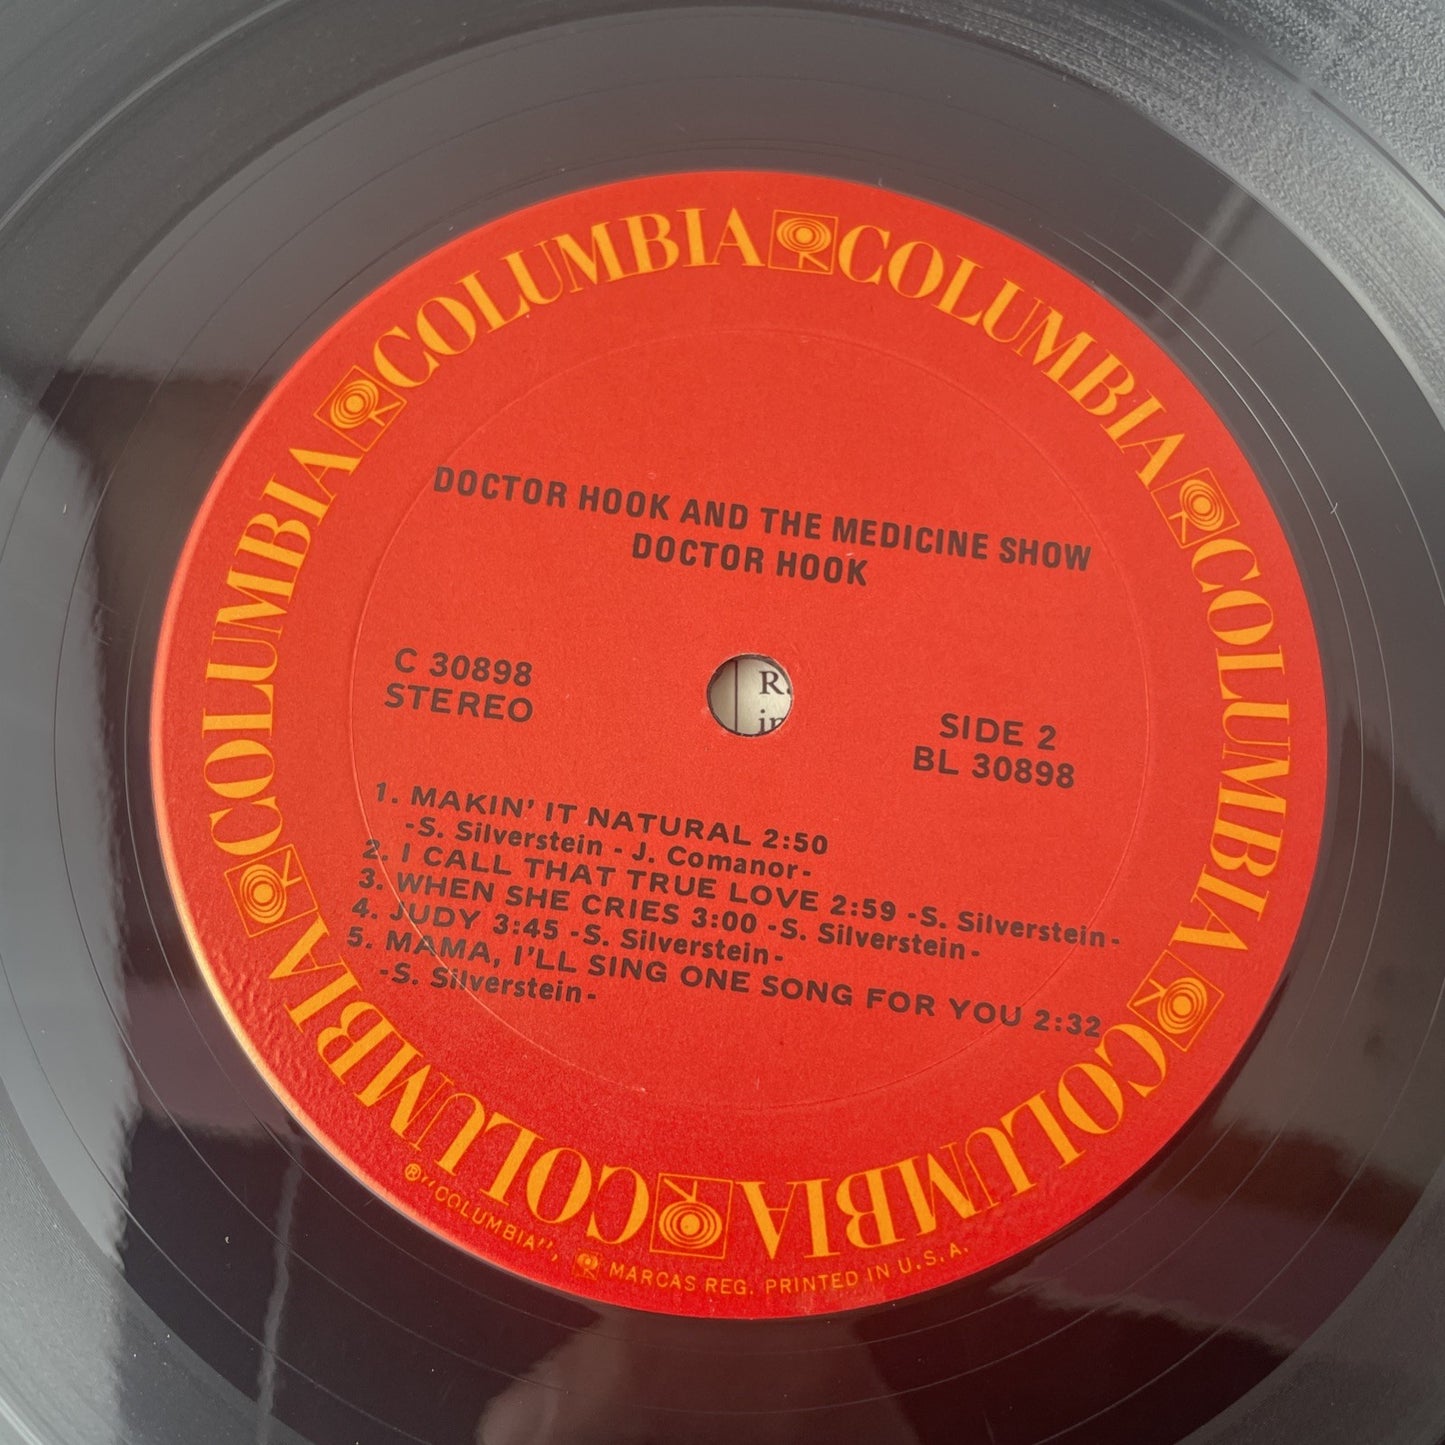 COLUMBIA COLUMBIA COLUMBIA COLUMBIA COLUMBIA COLUMBIA
DOCTOR HOOK AND THE MEDICINE SHOW
DOCTOR HOOK
C 30898
STEREO
SIDE 2
BL 30898
1. MAKIN' IT NATURAL 2:50
-S. Silverstein - J. Comanor-
2. I CALL THAT TRUE LOVE 2:59 -S. Silverstein-
3. WHEN SHE CRIES 3:00 -S. Silverstein-
4. JUDY 3:45 -S. Silverstein-
5. MAMA, I'LL SING ONE SONG FOR YOU 2:32
-S. Silverstein-
®"COLUMBIA", MARCAS REG. PRINTED IN U.S.A.